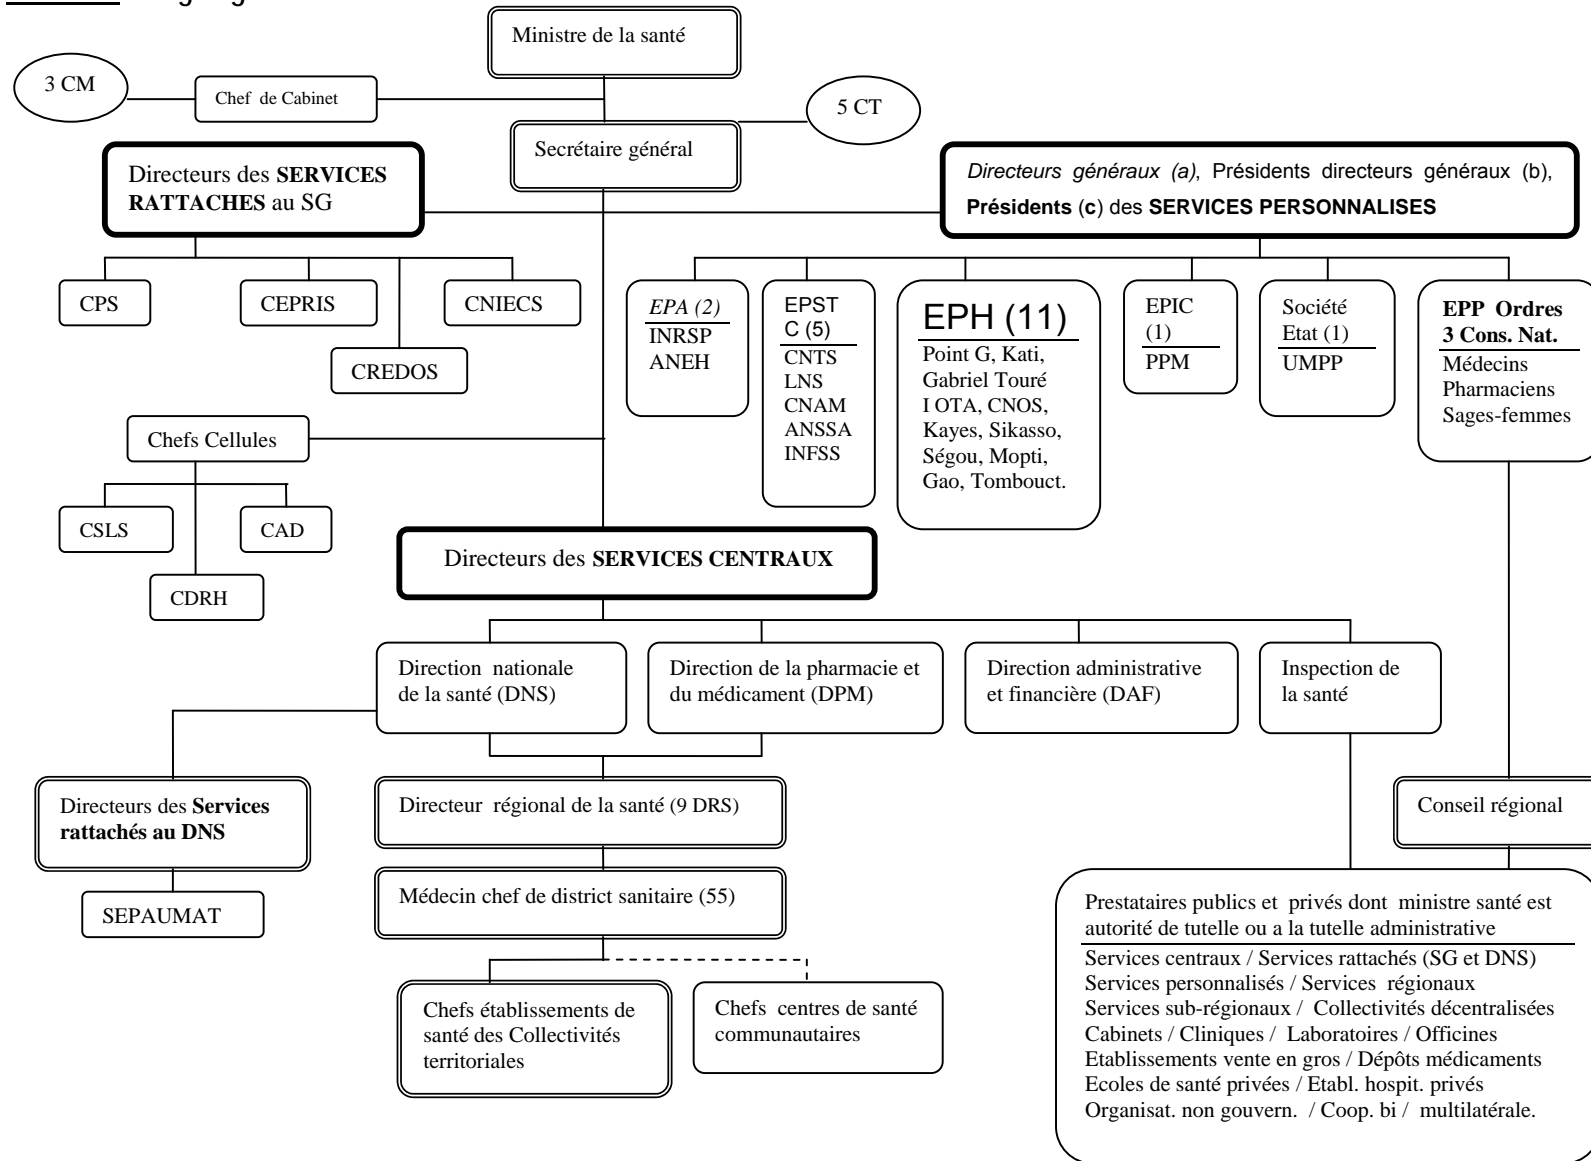 Ministre de la santé
3 CM
Chef de Cabinet
5 CT
Secrétaire général
Directeurs des SERVICES
RATTACHES au SG
Directeurs généraux (a), Présidents directeurs généraux (b),
Présidents (c) des SERVICES PERSONNALISES
CPS
CEPRIS
CNIECS
CREDOS
EPA (2)
INRSP
ANEH
EPST
C (5)
CNTS
LNS
CNAM
ANSSA
INFSS
EPH (11)
Point G, Kati,
Gabriel Touré
I OTA, CNOS,
Kayes, Sikasso,
Ségou, Mopti,
Gao, Tombouct.
EPIC
(1)
PPM
Société
Etat (1)
UMPP
EPP Ordres
3 Cons. Nat.
Médecins
Pharmaciens
Sages-femmes
Chefs Cellules
CSLS
CAD
CDRH
Directeurs des SERVICES CENTRAUX
Direction nationale
de la santé (DNS)
Direction de la pharmacie et
du médicament (DPM)
Direction administrative
et financière (DAF)
Inspection de
la santé
Directeurs des Services
rattachés au DNS
SEPAUMAT
Directeur régional de la santé (9 DRS)
Conseil régional
Médecin chef de district sanitaire (55)
Chefs établissements de
santé des Collectivités
territoriales
Chefs centres de santé
communautaires
Prestataires publics et privés dont ministre santé est
autorité de tutelle ou a la tutelle administrative
Services centraux / Services rattachés (SG et DNS)
Services personnalisés / Services régionaux
Services sub-régionaux / Collectivités décentralisées
Cabinets / Cliniques / Laboratoires / Officines
Etablissements vente en gros / Dépôts médicaments
Ecoles de santé privées / Etabl. hospit. privés
Organisat. non gouvern. / Coop. bi / multilatérale.